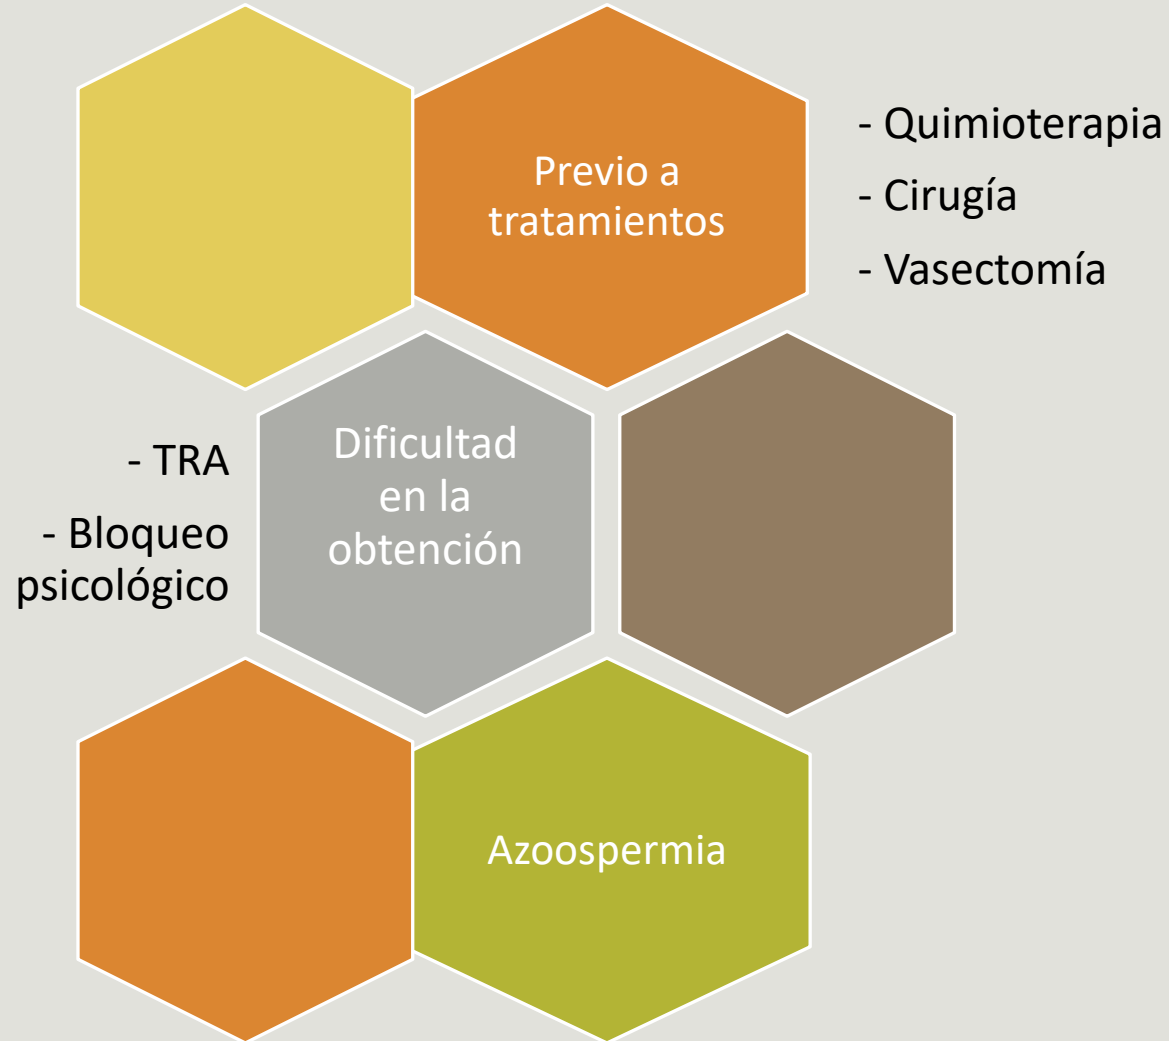 Previo a
tratamientos
- Quimioterapia
- Cirugía
- Vasectomía
Dificultad
en la
obtención
- TRA
- Bloqueo
psicológico
Azoospermia